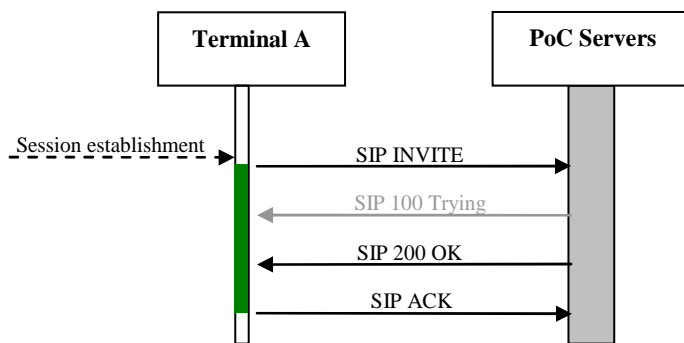 Terminal A
PoC Servers
Session establishment
SIP INVITE
SIP 100 Trying
SIP 200 OK
SIP ACK